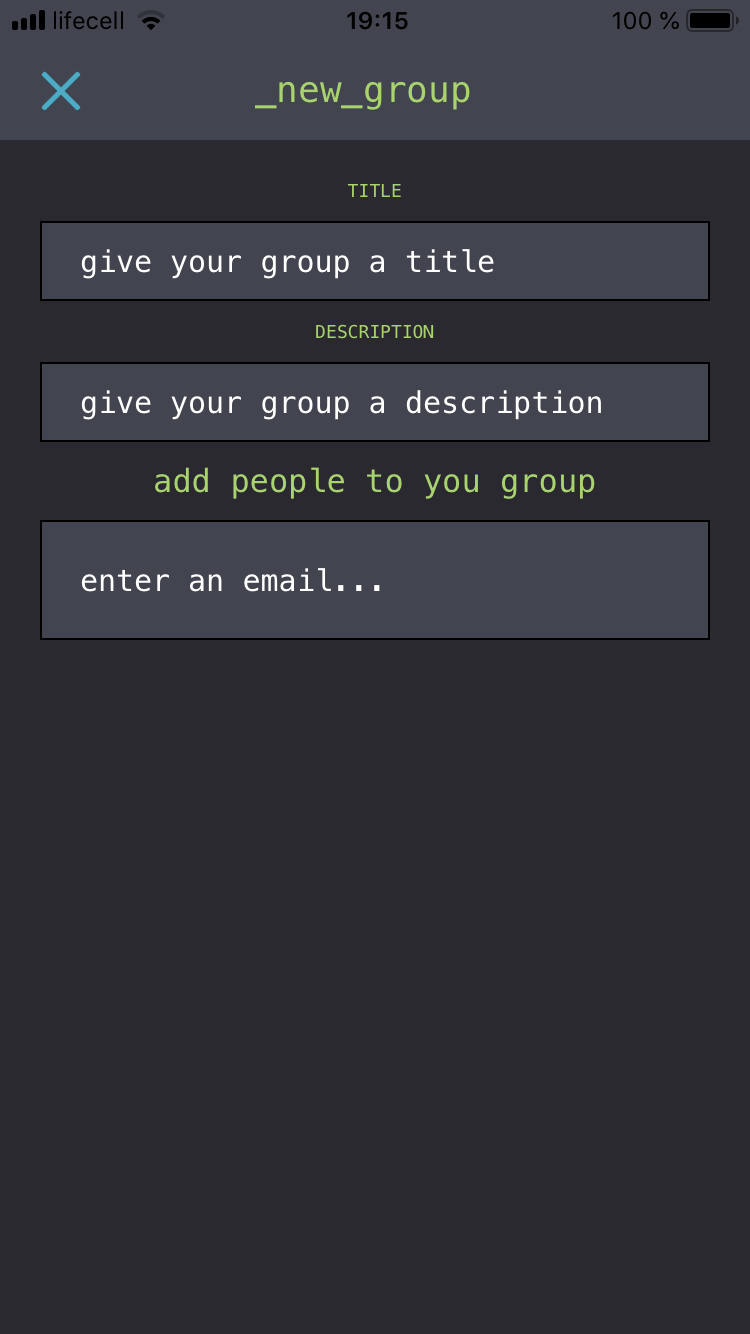 lifecell 19:15 100 %
_new_group
TITLE
give your group a title
DESCRIPTION
give your group a description
add people to you group
enter an email...